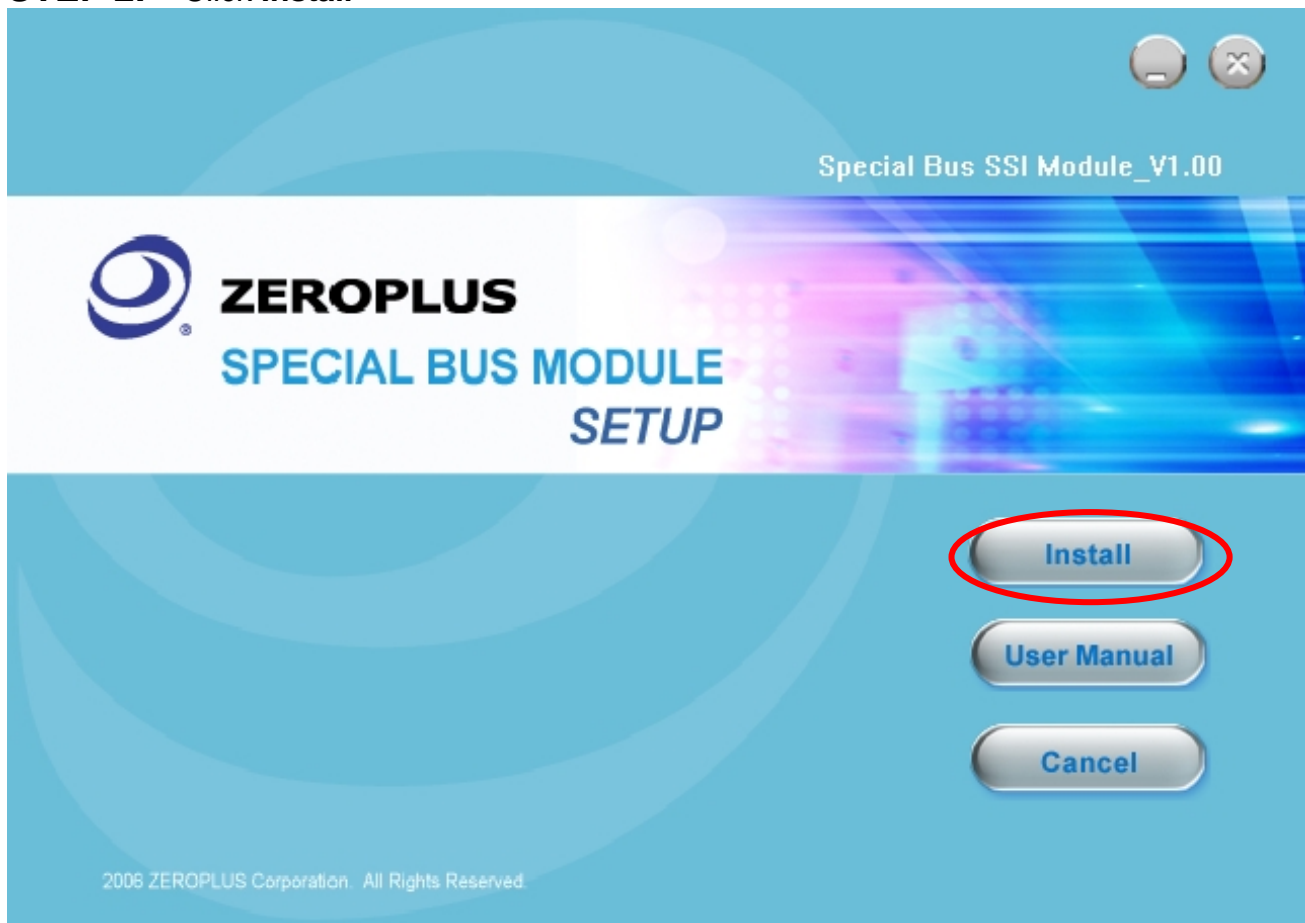 Special Bus SSI Module_V1.00
ZEROPLUS
®
SPECIAL BUS MODULE
SETUP
Install
User Manual
Cancel
2006 ZEROPLUS Corporation. All Rights Reserved.